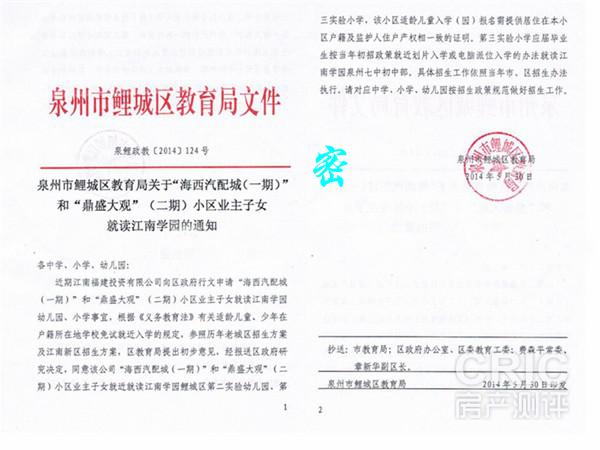 泉州市鲤城区教育局文件
泉鲤政教〔2014〕124号
泉州市鲤城区教育局关于“海西汽配城(一期)”
和“鼎盛大观”(二期)小区业主子女
就读江南学园的通知
各中学、小学、幼儿园:
近期江南福建投资有限公司向区政府行文申请“海西汽配城
(一期)”和“鼎盛大观”(二期)小区业主子女就读江南学园
幼儿园、小学事宜,根据《义务教育法》有关适龄儿童、少年在
户籍所在地学校免试就近入学的规定,参照历年老城区招生方案
及江南新区招生方案,区教育局提出初步意见,经报送区政府研
究决定,同意该公司“海西汽配城(一期)”和“鼎盛大观”(二
期)小区业主子女就近就读江南学园鲤城区第二实验幼儿园、第
1
三实验小学,该小区适龄儿童入学(园)报名需提供居住在本小
区户籍及监护人住户产权相一致的证明。第三实验小学应届毕业
生按当年初招政策就近划片入学或电脑派位入学的办法就读江
南学园泉州七中初中部,具体招生工作依照当年市、区招生办法
执行。请对应中学、小学、幼儿园按招生政策规范做好招生工作。
密
泉州市鲤城区教育局
2014年5月30日
抄送:市教育局;区政府办公室、区委教育工委;费森平常委,
章新华副区长。
泉州市鲤城区教育局 2014年5月30日印发
2
CRIC
房产测评